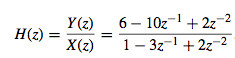 H(z) = Y(z)/X(z) = (6 − 10z⁻¹ + 2z⁻²)/(1 − 3z⁻¹ + 2z⁻²)